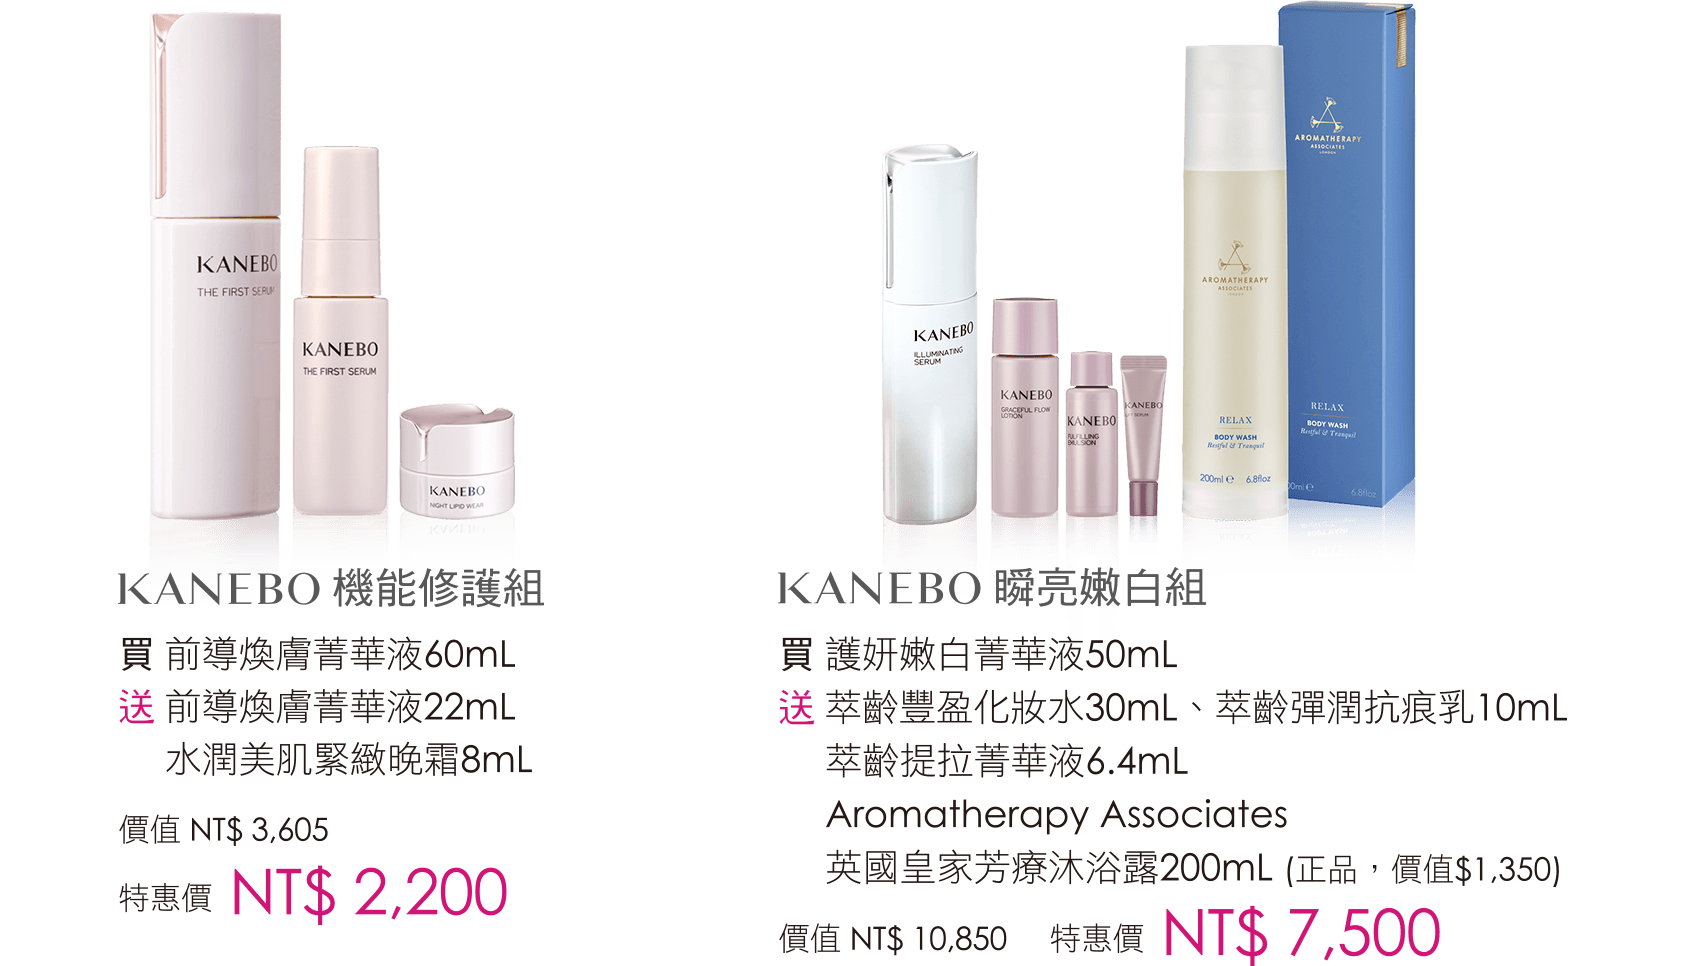 KANEBO
THE FIRST SERUM
KANEBO
THE FIRST SERUM
KANEBO
NIGHT LIPID WEAR
KANEBO 機能修護組
買 前導煥膚菁華液60mL
送 前導煥膚菁華液22mL
水潤美肌緊緻晚霜8mL
價值 NT$ 3,605
特惠價 NT$ 2,200
KANEBO
ILLUMINATING
SERUM
KANEBO
GRACEFUL FLOW
LOTION
KANEBO
FULFILLING
EMULSION
KANEBO
LIFT SERUM
AROMATHERAPY
ASSOCIATES
LONDON
RELAX
BODY WASH
Restful & Tranquil
200ml e 6.8floz
AROMATHERAPY
ASSOCIATES
LONDON
RELAX
BODY WASH
Restful & Tranquil
00ml e 6.8floz
KANEBO 瞬亮嫩白組
買 護妍嫩白菁華液50mL
送 萃齡豐盈化妝水30mL、萃齡彈潤抗痕乳10mL
萃齡提拉菁華液6.4mL
Aromatherapy Associates
英國皇家芳療沐浴露200mL (正品，價值$1,350)
價值 NT$ 10,850 特惠價 NT$ 7,500